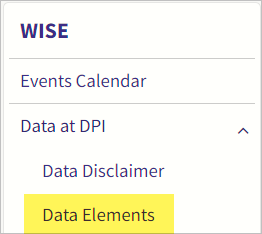 WISE
Events Calendar
Data at DPI
Data Disclaimer
Data Elements